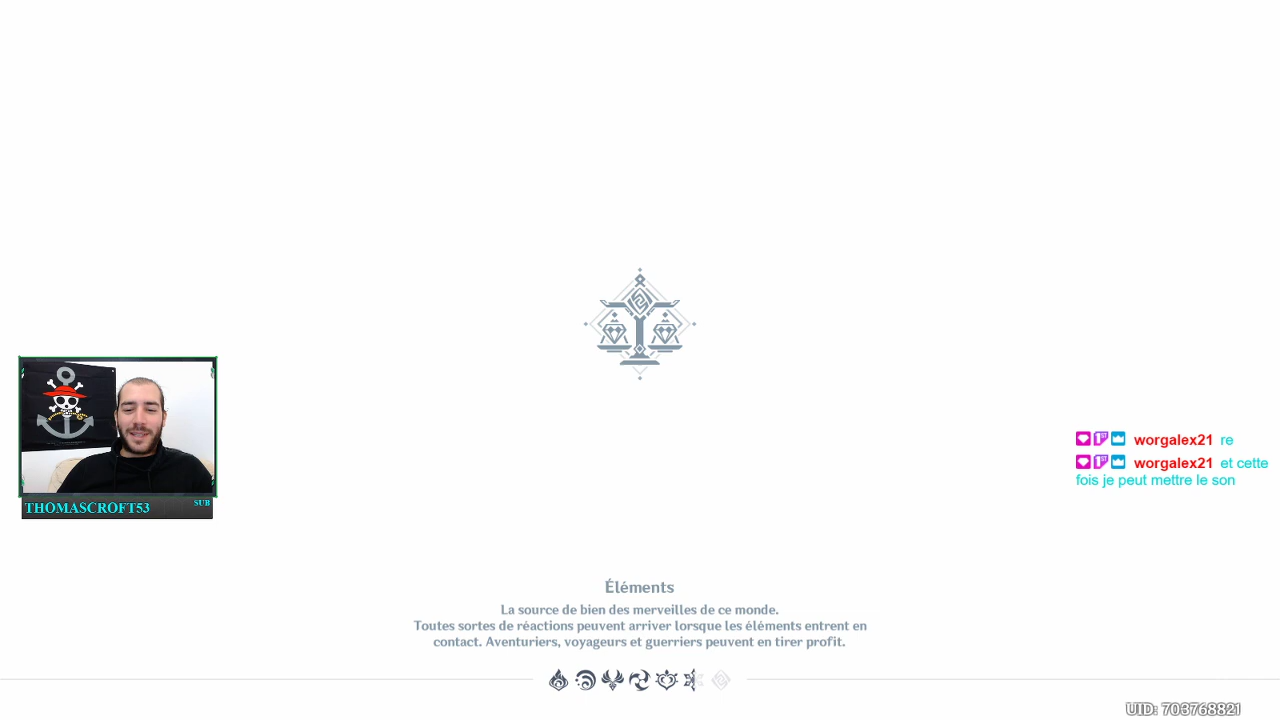 worgalex21 re
worgalex21 et cette
fois je peut mettre le son
THOMASCROFT53
SUB
Éléments
La source de bien des merveilles de ce monde.
Toutes sortes de réactions peuvent arriver lorsque les éléments entrent en
contact. Aventuriers, voyageurs et guerriers peuvent en tirer profit.
UID: 703768821